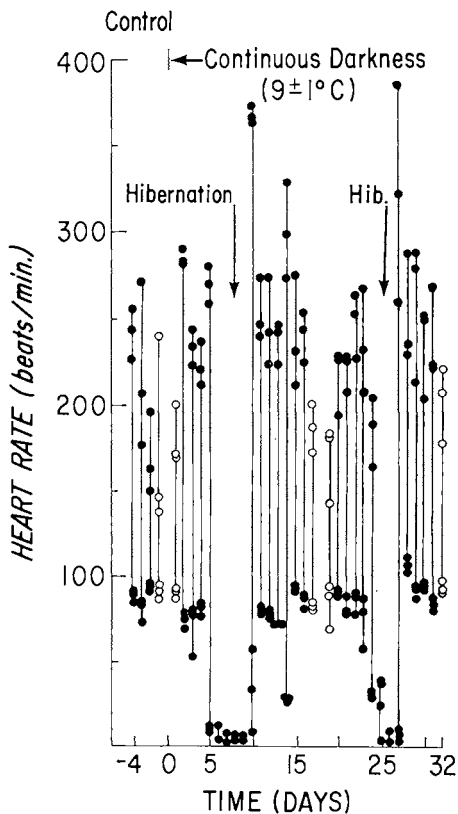 Control
400
←Continuous Darkness
(9±1°C)
Hibernation
Hib.
300
200
100
HEART RATE (beats/min.)
-4 0 5 15 25 32
TIME (DAYS)